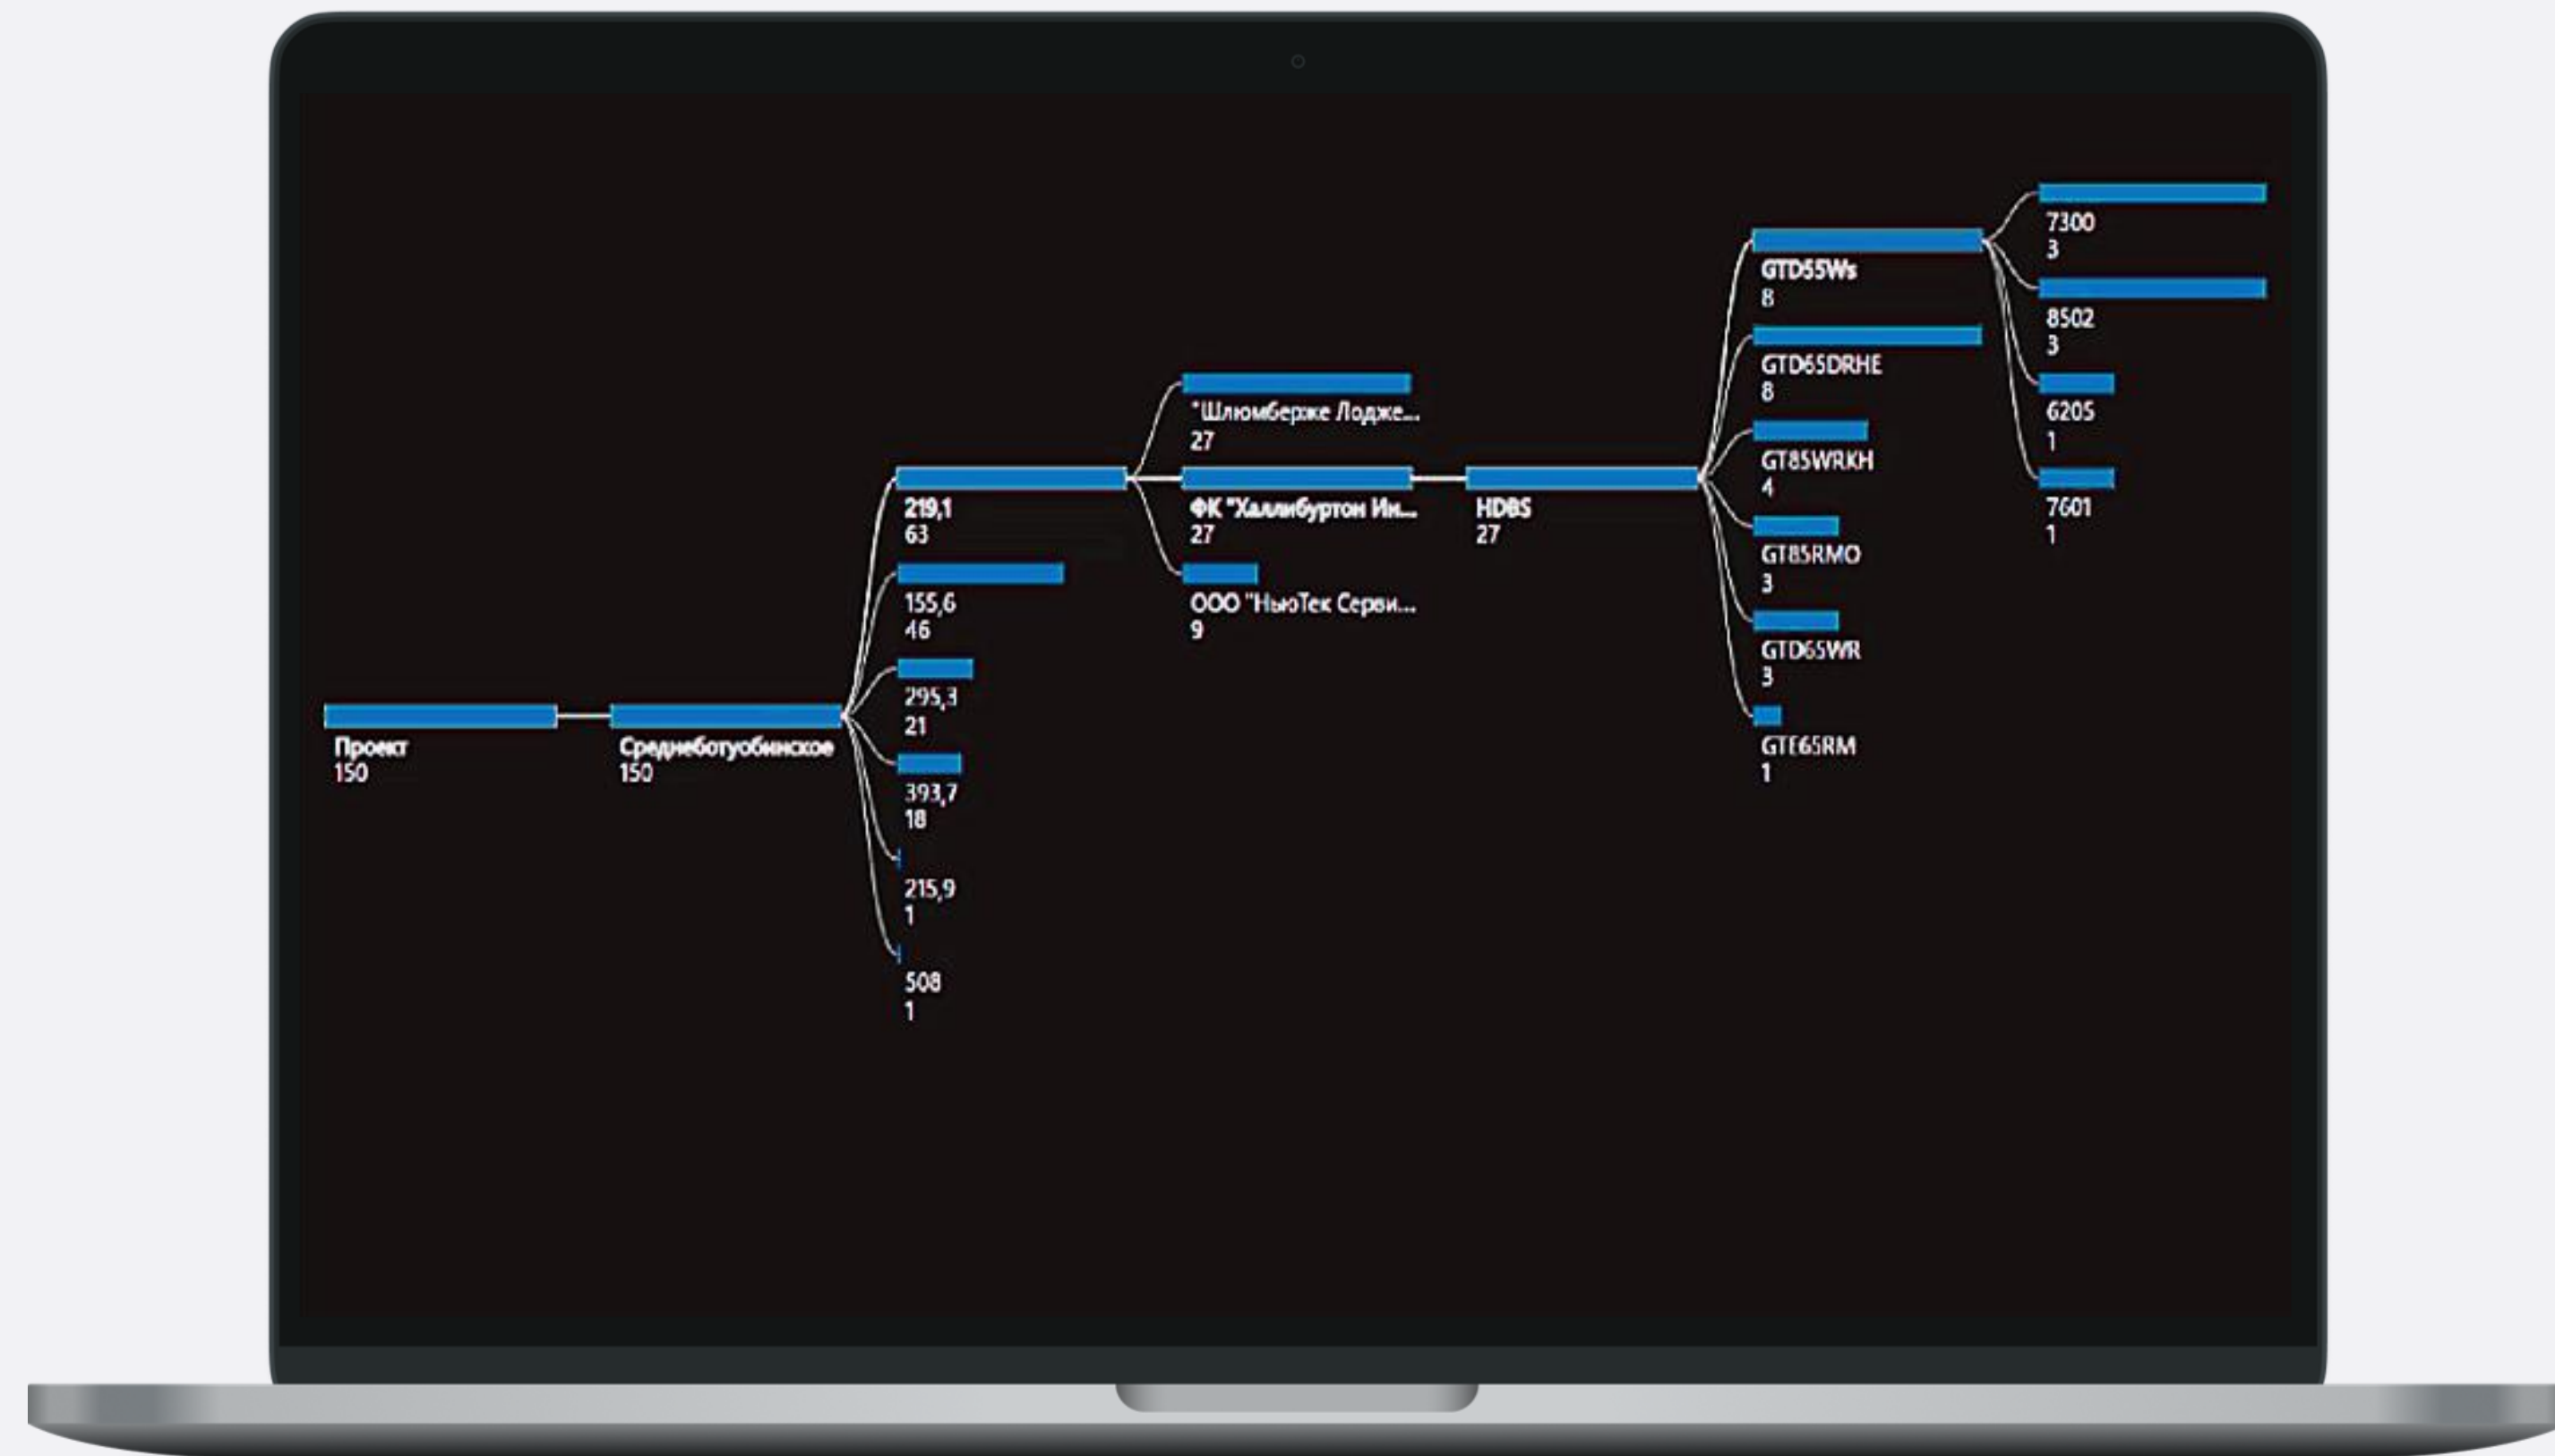 Проект
150
Среднеботуобинское
150
219,1
63
155,6
46
295,3
21
393,7
18
215,9
1
508
1
"Шлюмберже Лодже...
27
ФК "Халлибуртон Ин...
27
ООО "НьюТек Серви...
9
HDBS
27
GTD55Ws
8
GTD65DRHE
8
GT85WRKH
4
GT85RMO
3
GTD65WR
3
GTE65RM
1
7300
3
8502
3
6205
1
7601
1